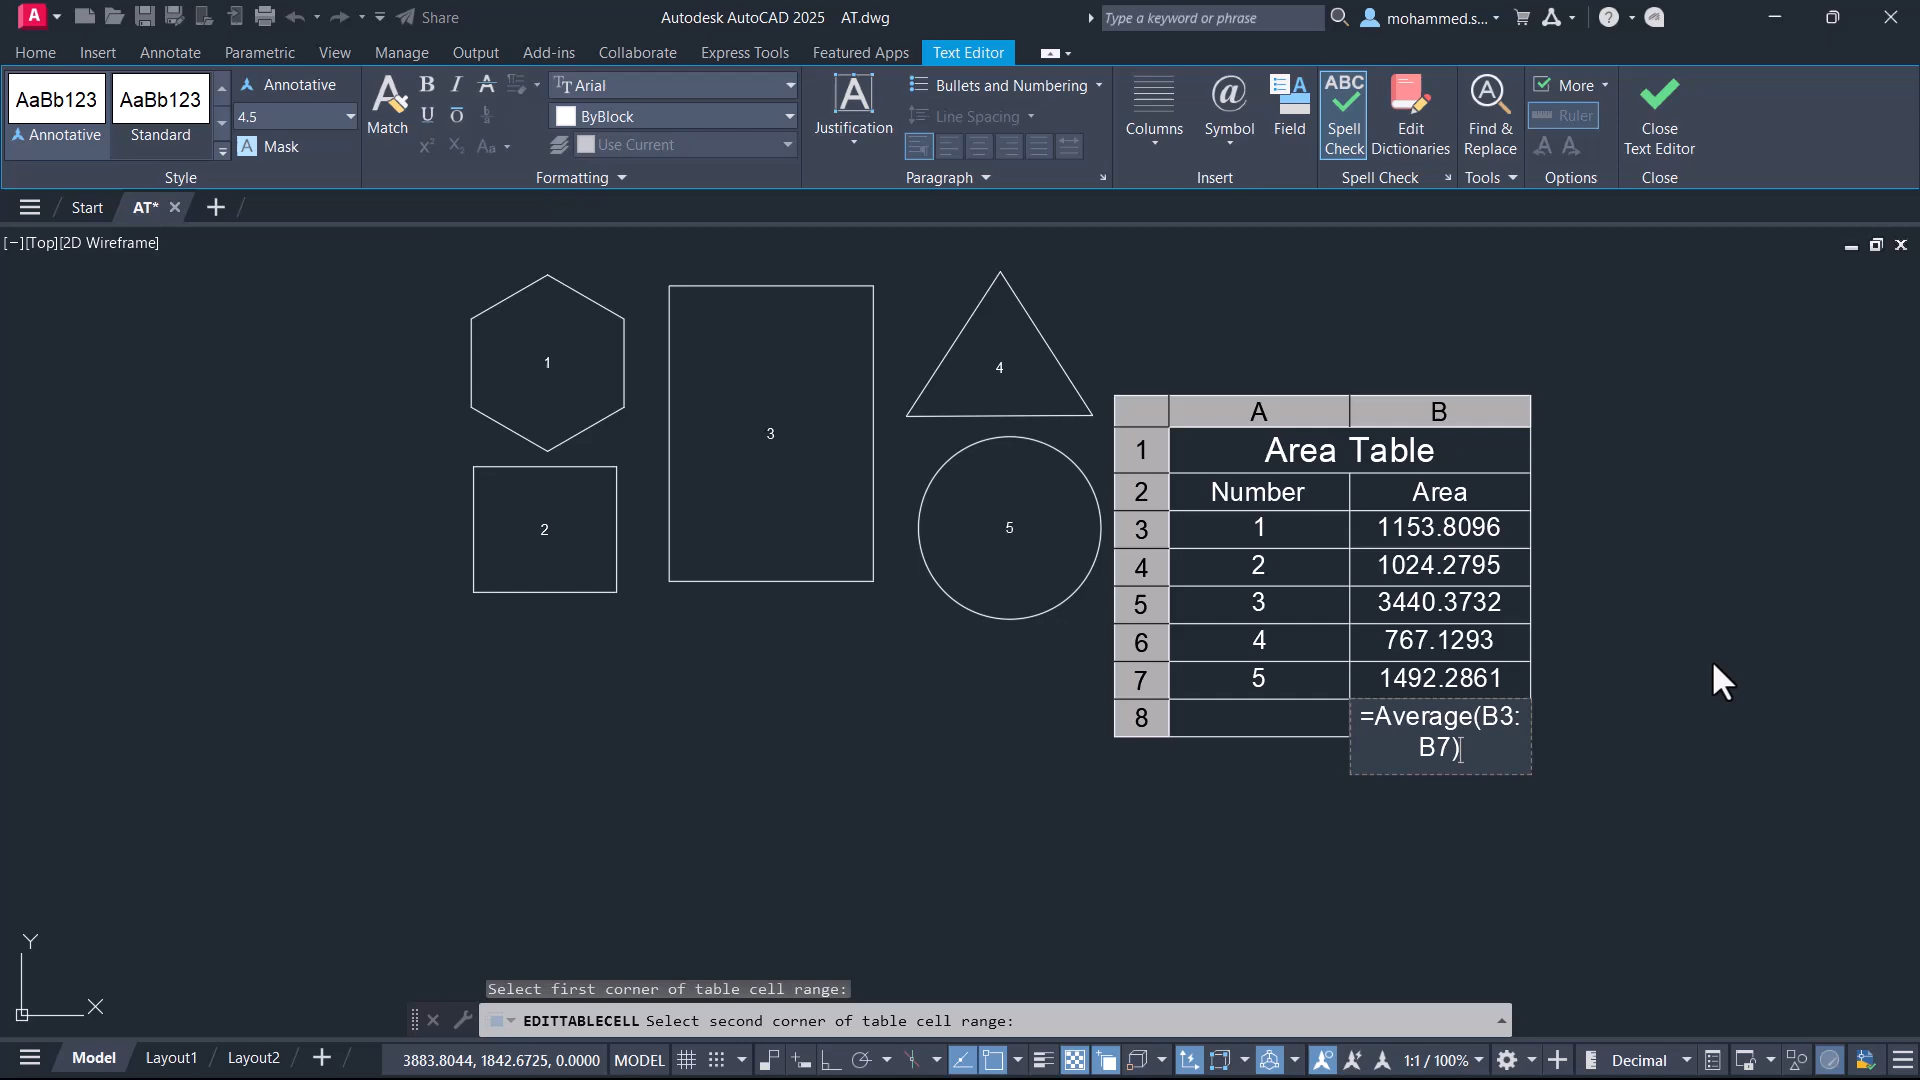 A Share Autodesk AutoCAD 2025 AT.dwg Type a keyword or phrase mohammed.s...
Home Insert Annotate Parametric View Manage Output Add-ins Collaborate Express Tools Featured Apps Text Editor
AaBb123 AaBb123 Annotative
Annotative Standard
4.5
A Mask
Style
Match
B I A
U O b/a
X² X₂ Aa
Arial
ByBlock
Use Current
Formatting
A
Justification
Bullets and Numbering
Line Spacing
Paragraph
Columns
@
Symbol
A
Field
Insert
ABC
Spell
Check
Edit
Dictionaries
Spell Check
A
Find &
Replace
Tools
More
Ruler
A A
Options
Close
Text Editor
Close
Start AT*
[−][Top][2D Wireframe]
1
2
3
4
5
A B
1 Area Table
2 Number Area
3 1 1153.8096
4 2 1024.2795
5 3 3440.3732
6 4 767.1293
7 5 1492.2861
8 =Average(B3:
B7)
Y
X
Select first corner of table cell range:
EDITTABLECELL Select second corner of table cell range:
Model Layout1 Layout2 3883.8044, 1842.6725, 0.0000 MODEL 1:1 / 100% Decimal